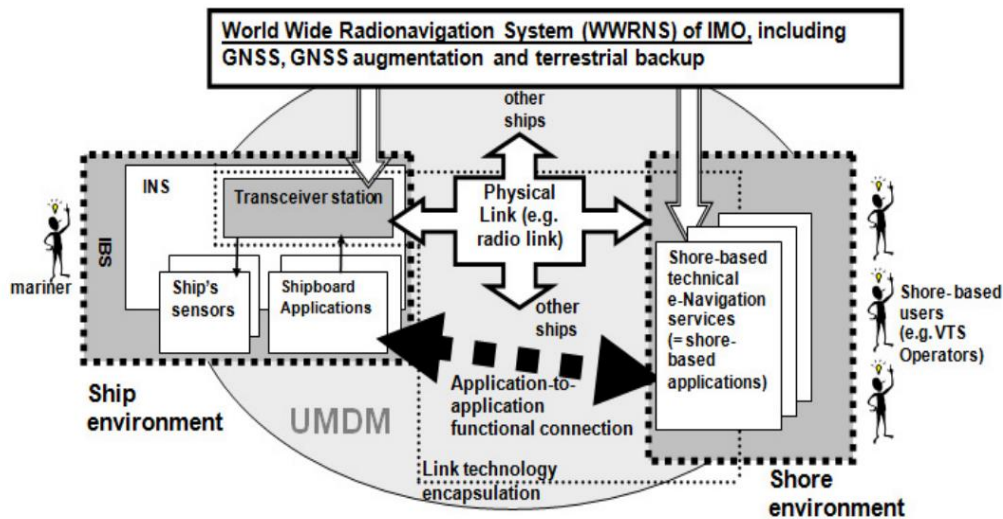 World Wide Radionavigation System (WWRNS) of IMO, including
GNSS, GNSS augmentation and terrestrial backup
other
ships
INS
Transceiver station
Physical
Link (e.g.
radio link)
IBS
mariner
Ship's
sensors
Shipboard
Applications
Shore-based
technical
e-Navigation
services
(= shore-
based
applications)
Shore-based
users
(e.g. VTS
Operators)
other
ships
Ship
environment
Application-to-
application
functional connection
UMDM
Link technology
encapsulation
Shore
environment